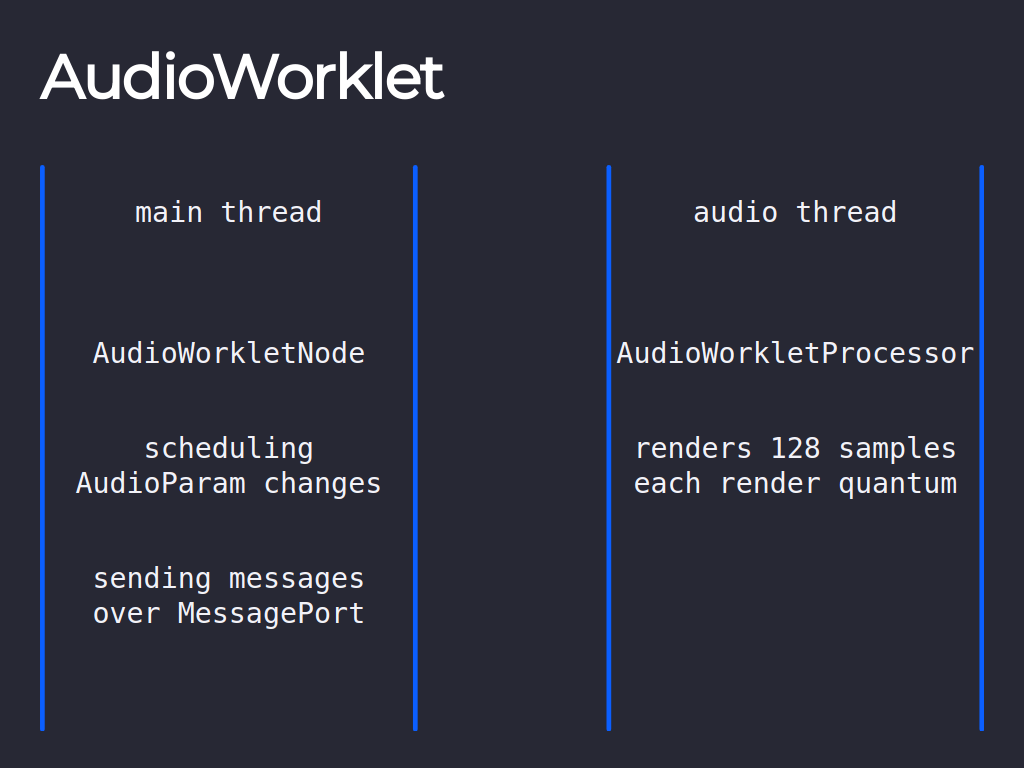 AudioWorklet
main thread
AudioWorkletNode
scheduling
AudioParam changes
sending messages
over MessagePort
audio thread
AudioWorkletProcessor
renders 128 samples
each render quantum